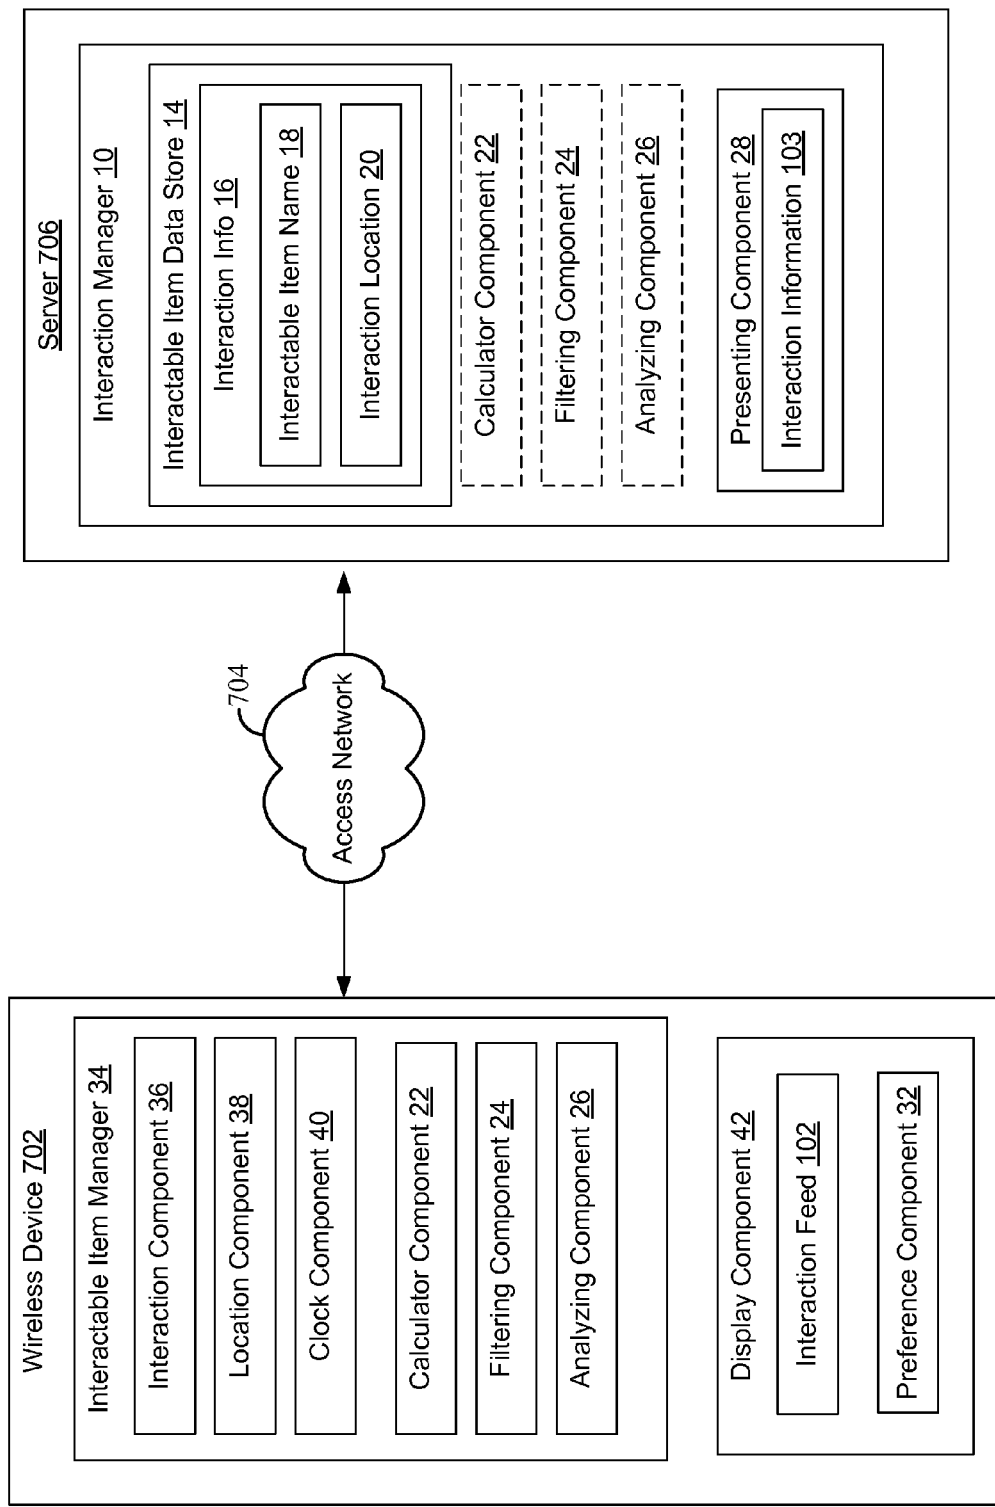 Wireless Device 702
Interactable Item Manager 34
Interaction Component 36
Location Component 38
Clock Component 40
Calculator Component 22
Filtering Component 24
Analyzing Component 26
Display Component 42
Interaction Feed 102
Preference Component 32
704
Access Network
Server 706
Interaction Manager 10
Interactable Item Data Store 14
Interaction Info 16
Interactable Item Name 18
Interaction Location 20
Calculator Component 22
Filtering Component 24
Analyzing Component 26
Presenting Component 28
Interaction Information 103